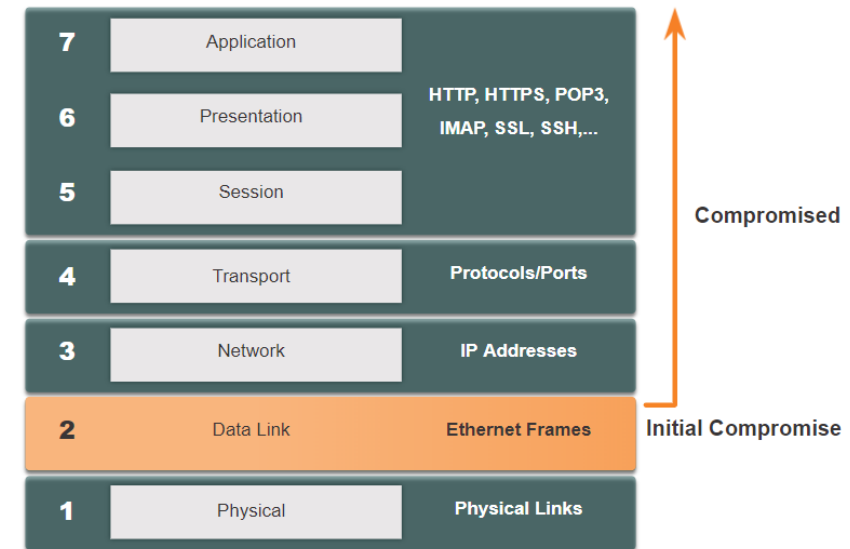 7 Application
HTTP, HTTPS, POP3,
6 Presentation
IMAP, SSL, SSH,...
5 Session
Compromised
4 Transport Protocols/Ports
3 Network IP Addresses
2 Data Link Ethernet Frames Initial Compromise
1 Physical Physical Links